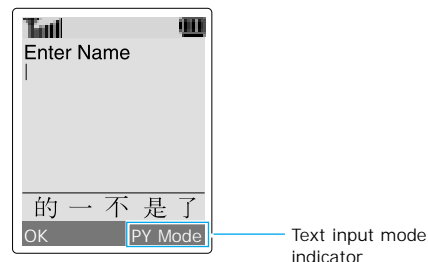 Enter Name
的 一 不 是 了
OK PY Mode
Text input mode
indicator